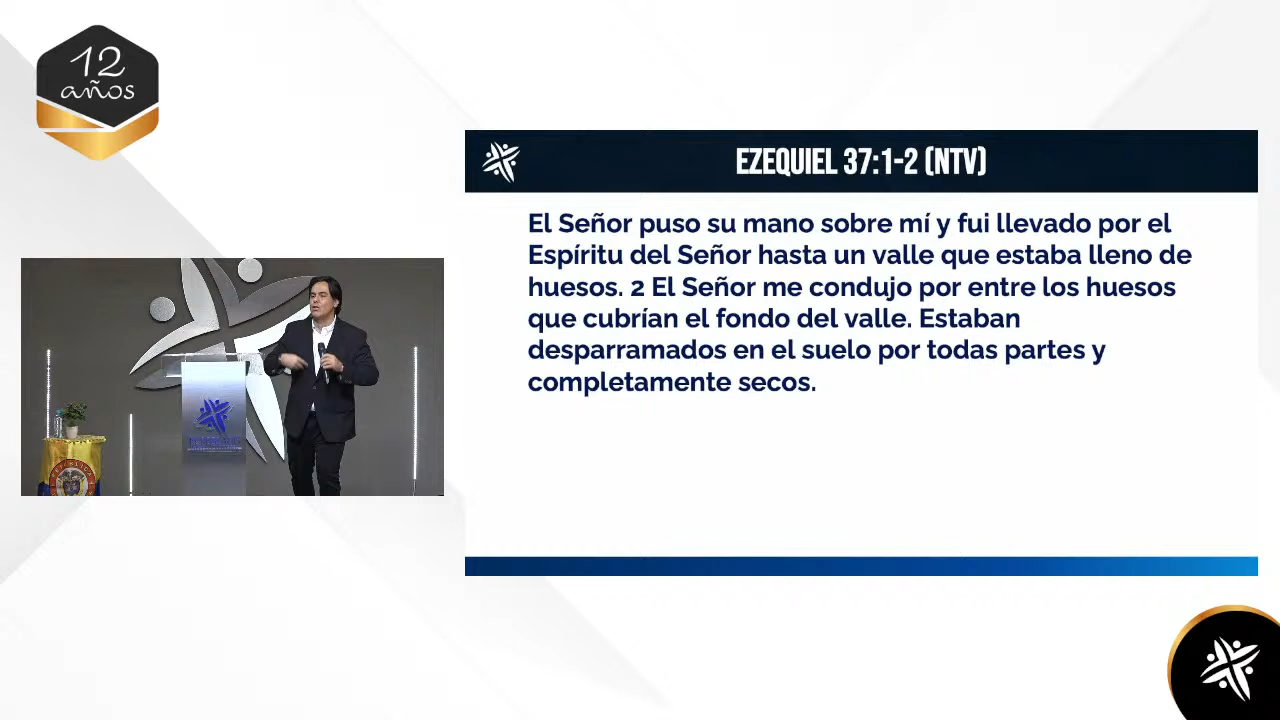 12
años
EZEQUIEL 37:1-2 (NTV)
El Señor puso su mano sobre mí y fui llevado por el
Espíritu del Señor hasta un valle que estaba lleno de
huesos. 2 El Señor me condujo por entre los huesos
que cubrían el fondo del valle. Estaban
desparramados en el suelo por todas partes y
completamente secos.